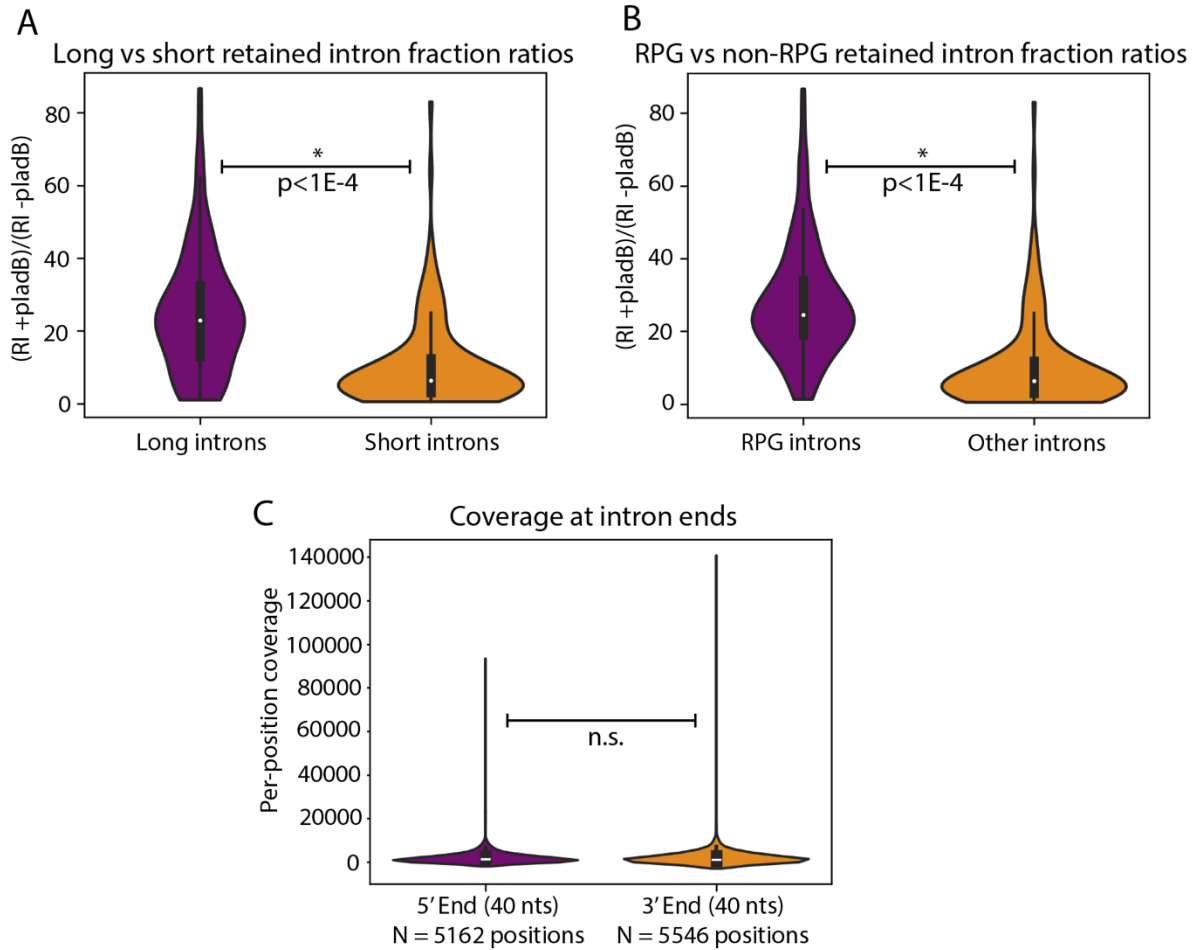 A
Long vs short retained intron fraction ratios
(RI +pladB)/(RI -pladB)
80
60
40
20
0
*
p<1E-4
Long introns
Short introns
B
RPG vs non-RPG retained intron fraction ratios
(RI +pladB)/(RI -pladB)
80
60
40
20
0
*
p<1E-4
RPG introns
Other introns
C
Coverage at intron ends
Per-position coverage
140000
120000
100000
80000
60000
40000
20000
0
n.s.
5′ End (40 nts)
N = 5162 positions
3′ End (40 nts)
N = 5546 positions